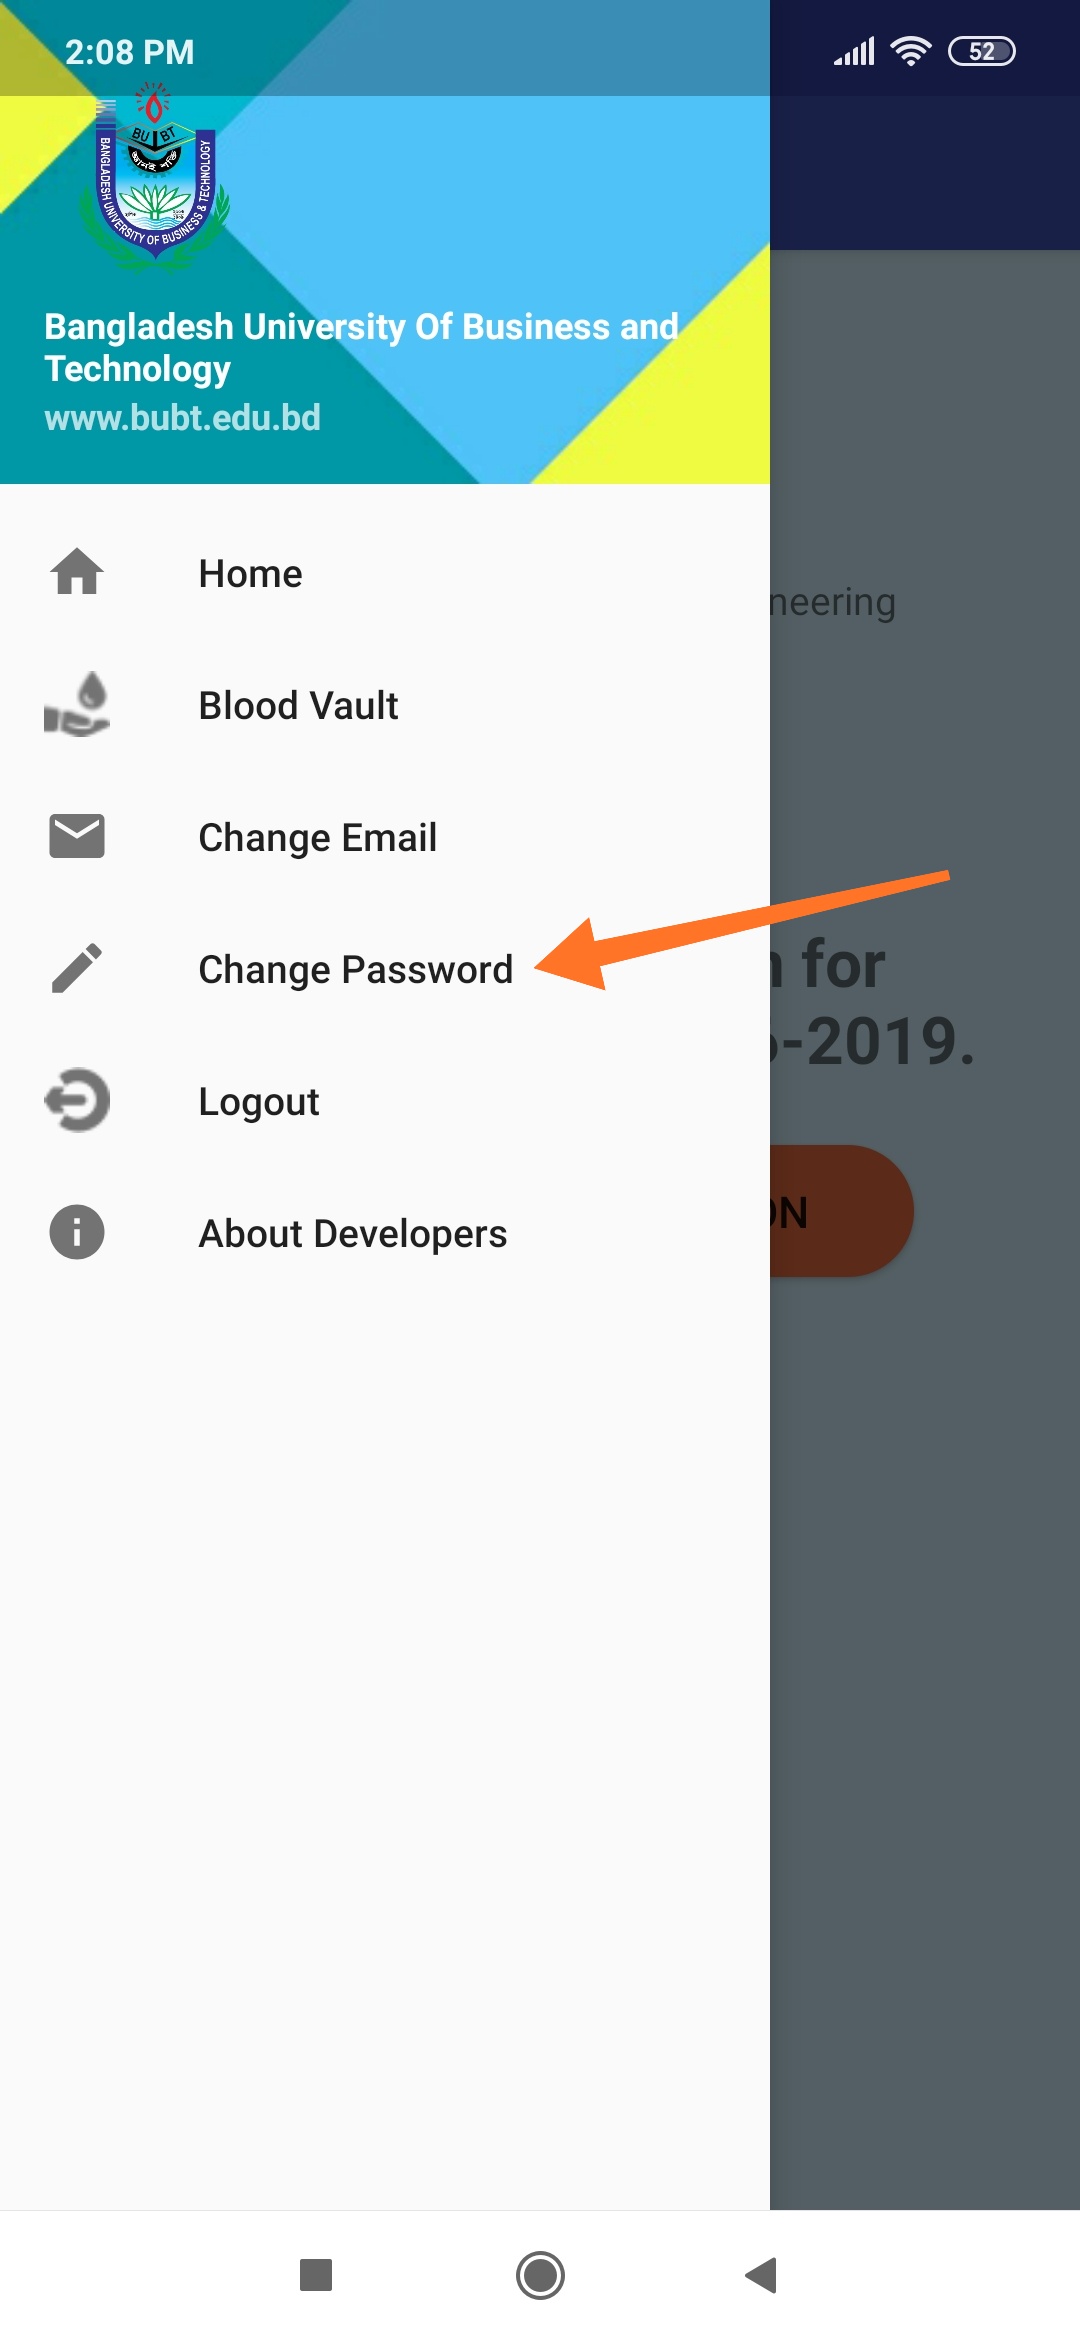 2:08 PM
52
BU BT
BANGLADESH UNIVERSITY OF BUSINESS & TECHNOLOGY
Bangladesh University Of Business and
Technology
www.bubt.edu.bd
Home
neering
Blood Vault
Change Email
for
Change Password
-2019.
Logout
ON
About Developers